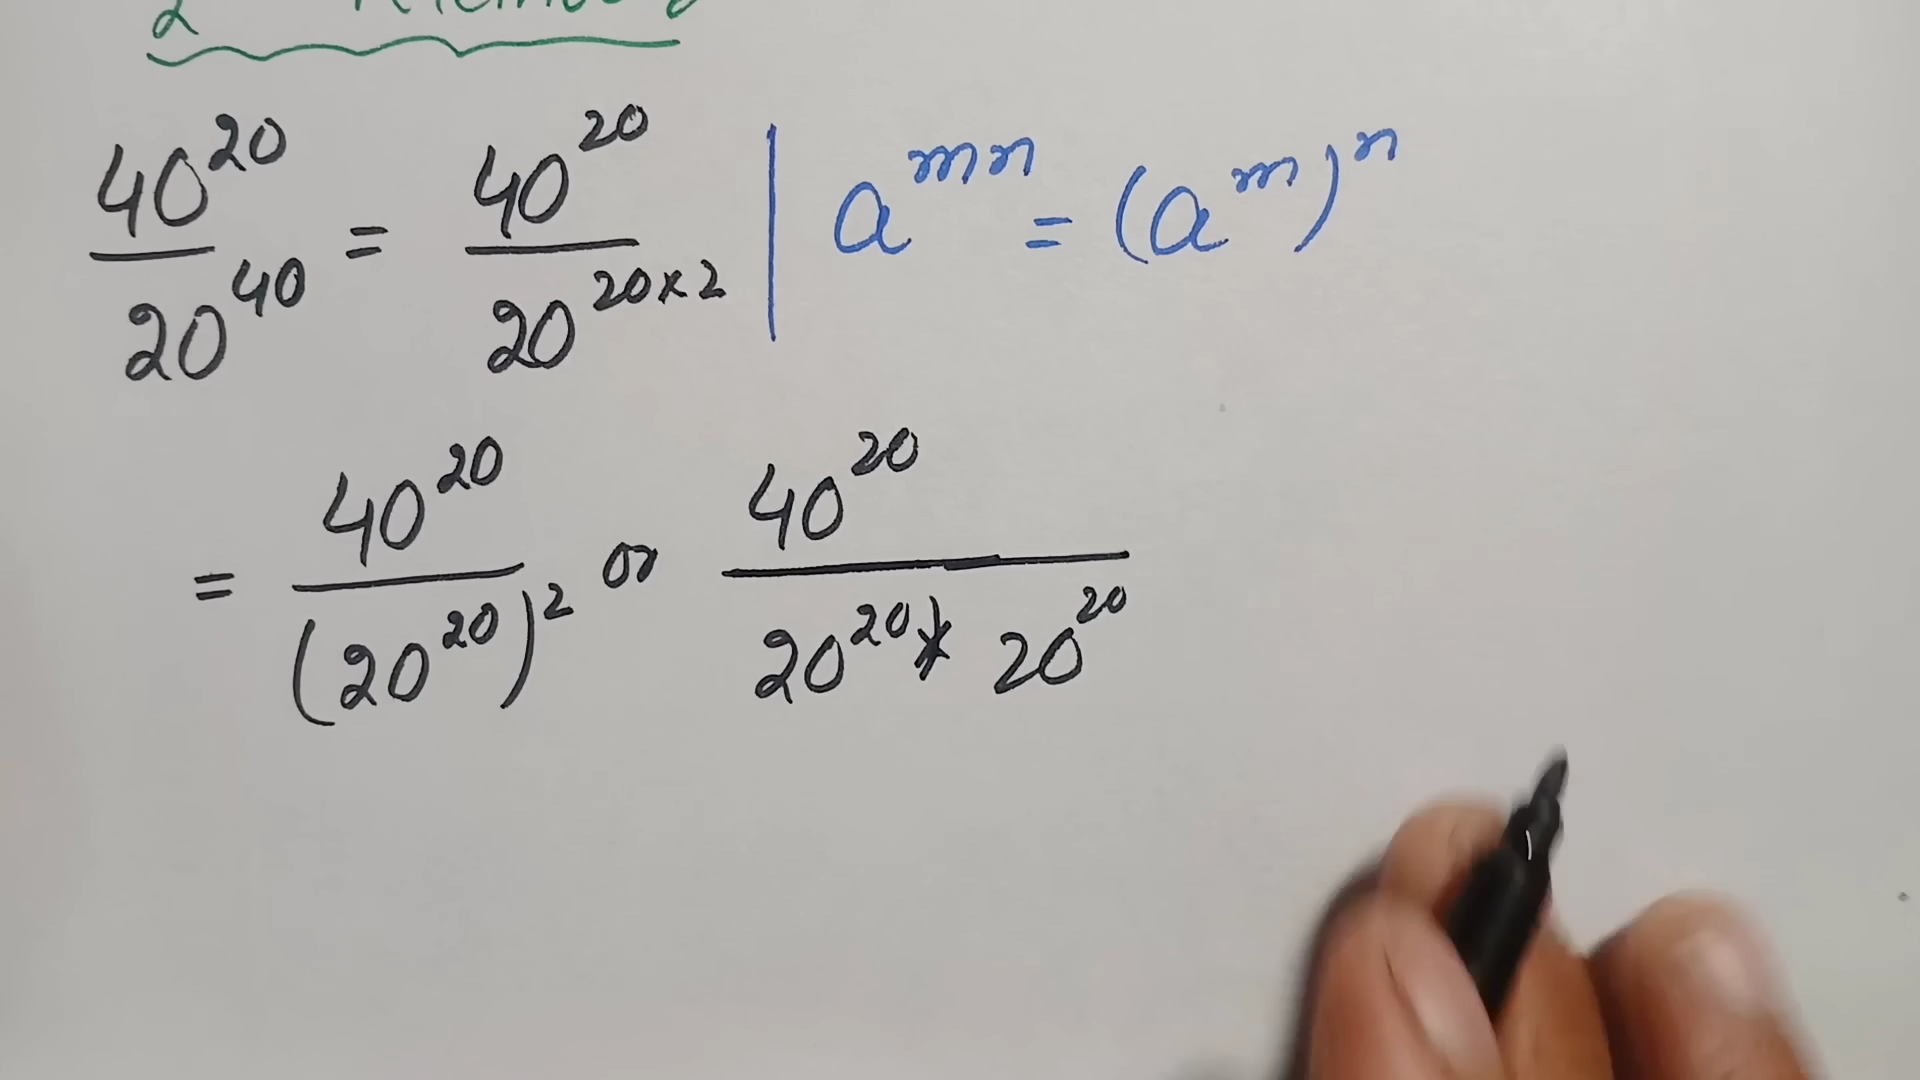 40^20 / 20^40 = 40^20 / 20^(20×2) | a^(mn) = (a^m)^n
= 40^20 / (20^20)^2 or 40^20 / 20^20 * 20^20